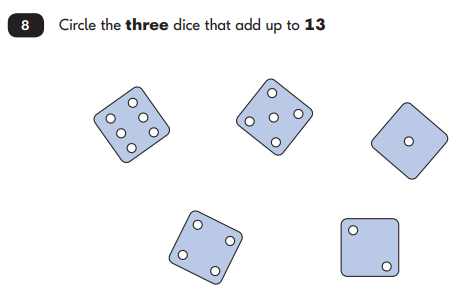 8 Circle the three dice that add up to 13